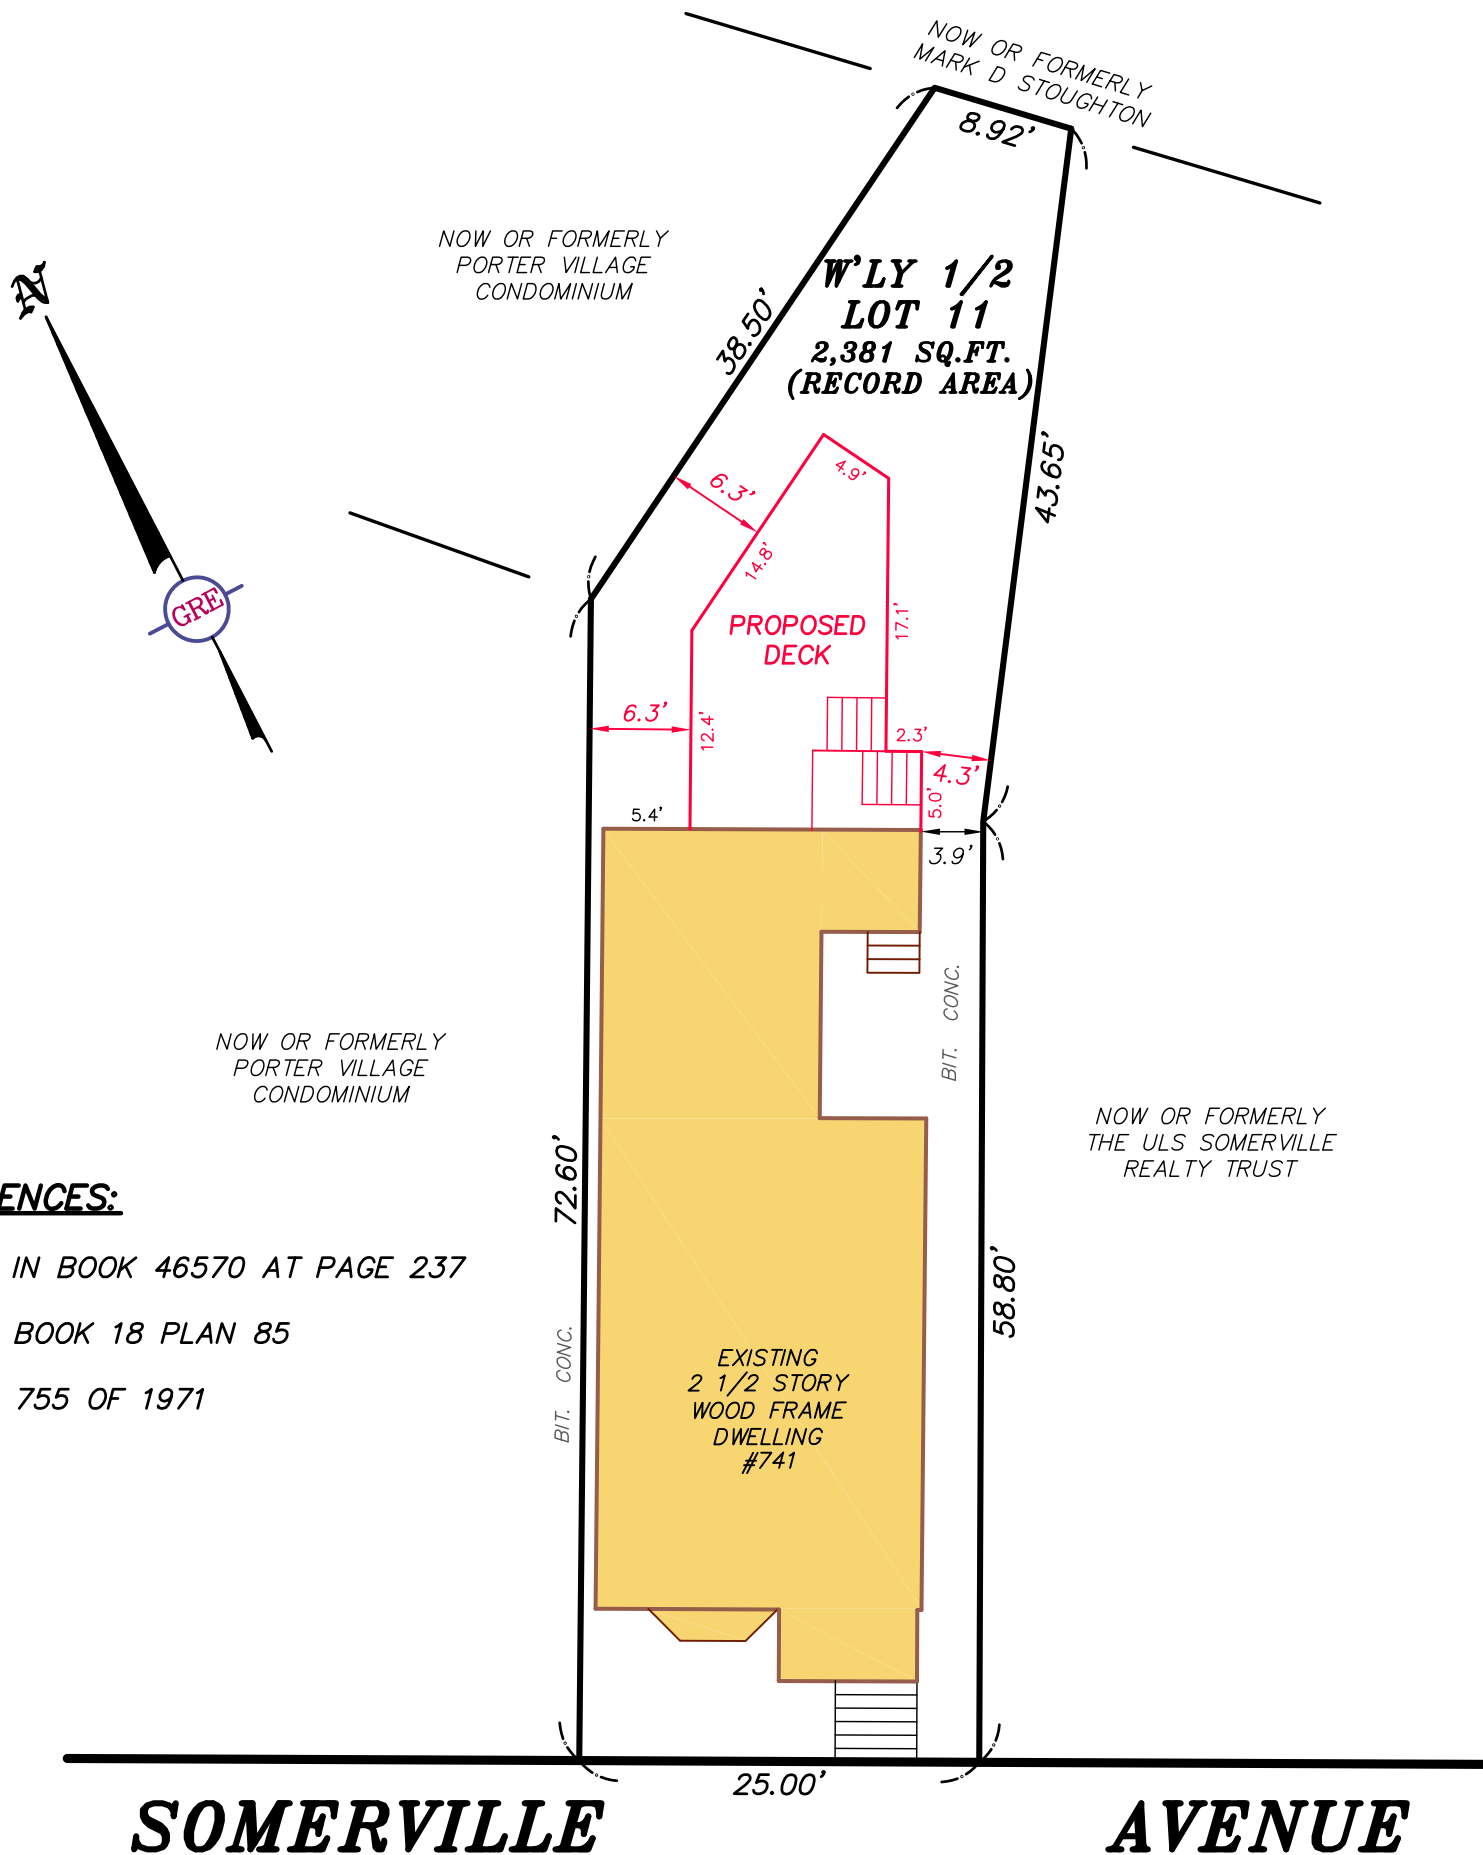 NOW OR FORMERLY
MARK D STOUGHTON
8.92'
NOW OR FORMERLY
PORTER VILLAGE
CONDOMINIUM
N
38.50'
W'LY 1/2
LOT 11
2,381 SQ.FT.
(RECORD AREA)
43.65'
4.9'
6.3'
14.8'
GRE
PROPOSED
DECK
17.1'
6.3'
12.4'
2.3'
4.3'
5.0'
5.4'
3.9'
BIT. CONC.
NOW OR FORMERLY
PORTER VILLAGE
CONDOMINIUM
NOW OR FORMERLY
THE ULS SOMERVILLE
REALTY TRUST
72.60'
ENCES:
IN BOOK 46570 AT PAGE 237
BOOK 18 PLAN 85
755 OF 1971
58.80'
BIT. CONC.
EXISTING
2 1/2 STORY
WOOD FRAME
DWELLING
#741
25.00'
SOMERVILLE AVENUE